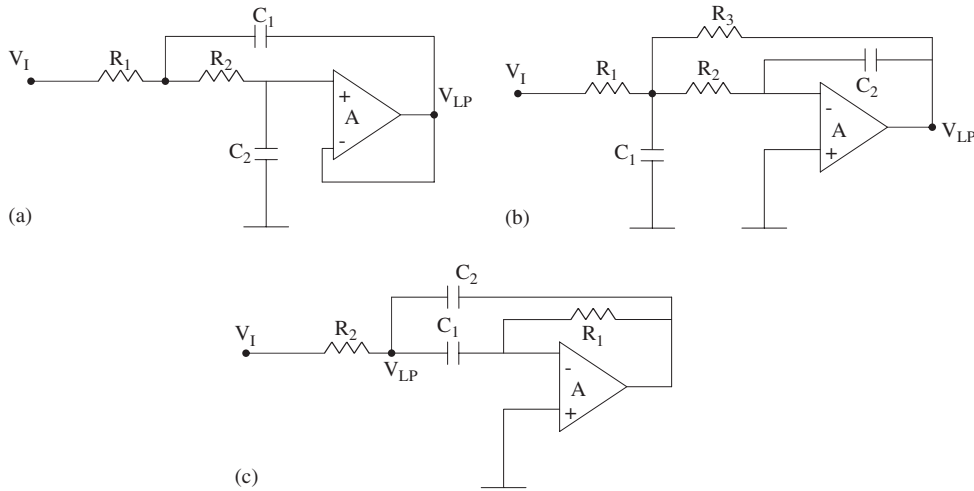 C1
VI
R1
R2
+
A
-
VLP
C2
(a)
R3
VI
R1
R2
C2
-
A
+
VLP
C1
(b)
C2
VI
R2
C1
R1
VLP
-
A
+
(c)